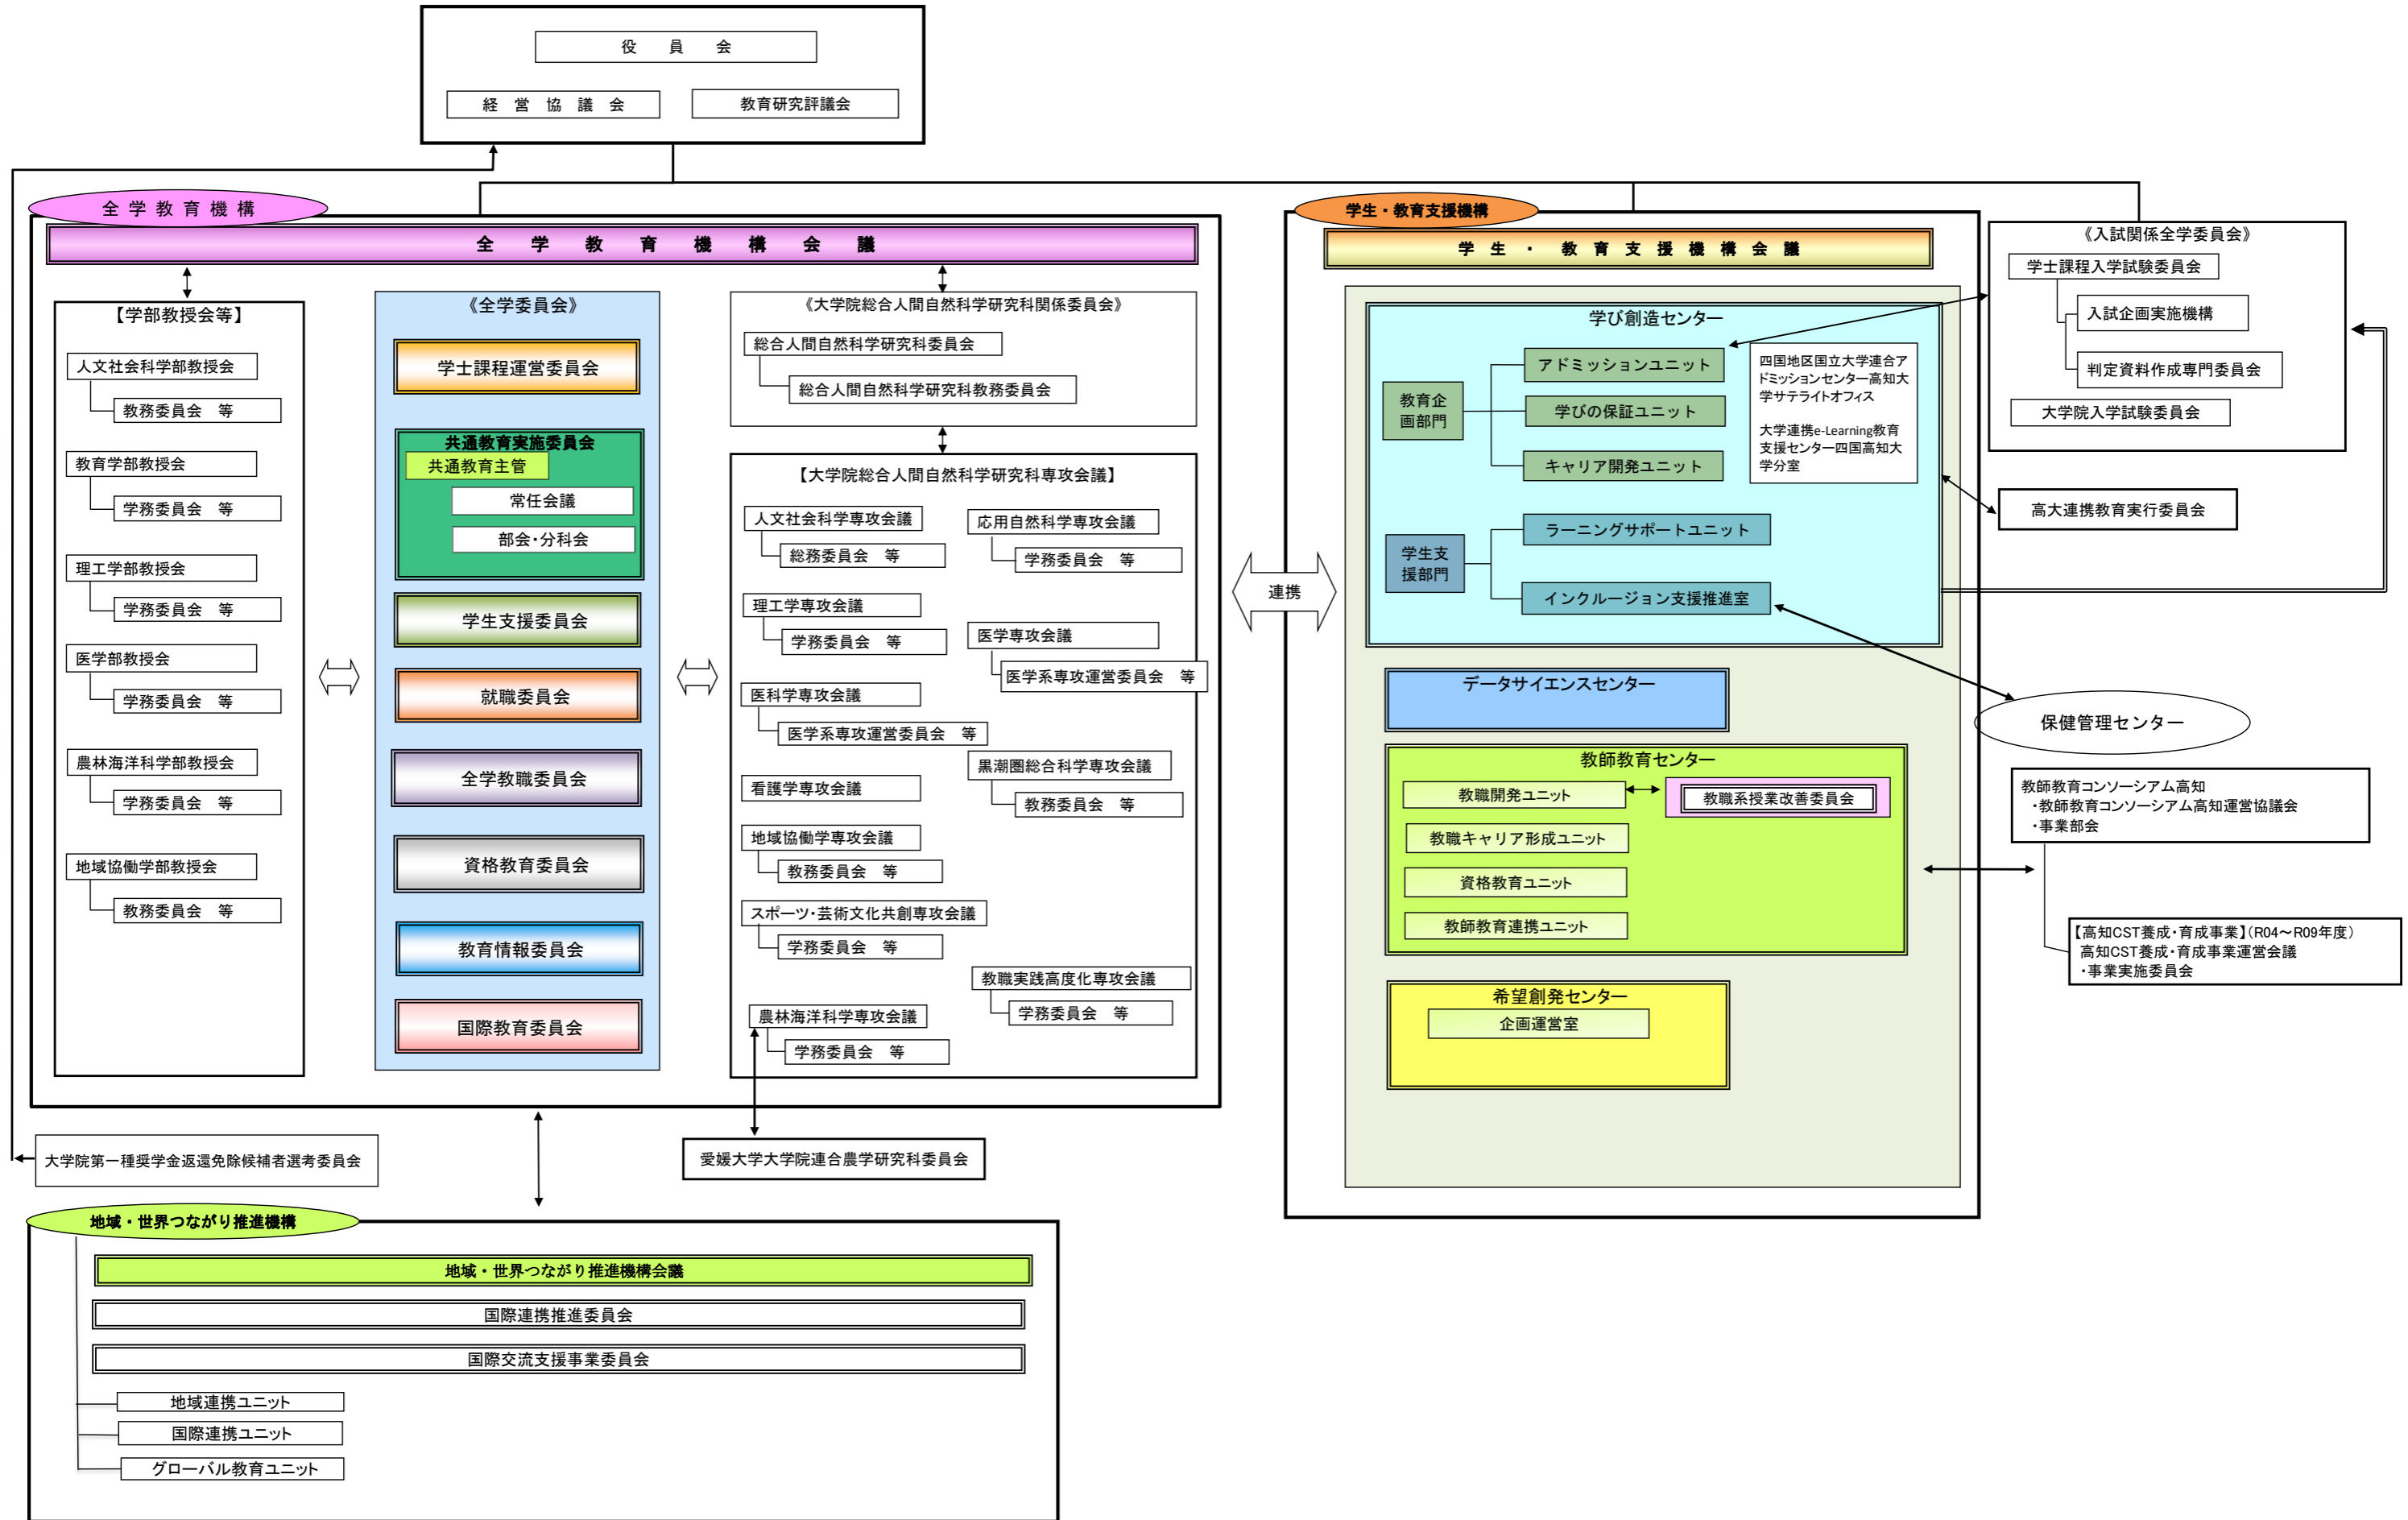 役　員　会
経　営　協　議　会
教育研究評議会
全 学 教 育 機 構
全　学　教　育　機　構　会　議
【学部教授会等】
人文社会科学部教授会
教務委員会　等
教育学部教授会
学務委員会　等
理工学部教授会
学務委員会　等
医学部教授会
学務委員会　等
農林海洋科学部教授会
学務委員会　等
地域協働学部教授会
教務委員会　等
《全学委員会》
学士課程運営委員会
共通教育実施委員会
共通教育主管
常任会議
部会・分科会
学生支援委員会
就職委員会
全学教職委員会
資格教育委員会
教育情報委員会
国際教育委員会
《大学院総合人間自然科学研究科関係委員会》
総合人間自然科学研究科委員会
総合人間自然科学研究科教務委員会
【大学院総合人間自然科学研究科専攻会議】
人文社会科学専攻会議
総務委員会　等
応用自然科学専攻会議
学務委員会　等
理工学専攻会議
学務委員会　等
医学専攻会議
医学系専攻運営委員会　等
医科学専攻会議
医学系専攻運営委員会　等
黒潮圏総合科学専攻会議
教務委員会　等
看護学専攻会議
地域協働学専攻会議
教務委員会　等
スポーツ・芸術文化共創専攻会議
学務委員会　等
教職実践高度化専攻会議
学務委員会　等
農林海洋科学専攻会議
学務委員会　等
連携
学生・教育支援機構
学 生 ・ 教 育 支 援 機 構 会 議
学び創造センター
教育企
画部門
アドミッションユニット
学びの保証ユニット
キャリア開発ユニット
四国地区国立大学連合ア
ドミッションセンター高知大
学サテライトオフィス
大学連携e-Learning教育
支援センター四国高知大
学分室
学生支
援部門
ラーニングサポートユニット
インクルージョン支援推進室
データサイエンスセンター
教師教育センター
教職開発ユニット
教職系授業改善委員会
教職キャリア形成ユニット
資格教育ユニット
教師教育連携ユニット
希望創発センター
企画運営室
《入試関係全学委員会》
学士課程入学試験委員会
入試企画実施機構
判定資料作成専門委員会
大学院入学試験委員会
高大連携教育実行委員会
保健管理センター
教師教育コンソーシアム高知
・教師教育コンソーシアム高知運営協議会
・事業部会
【高知CST養成・育成事業】(R04～R09年度)
高知CST養成・育成事業運営会議
・事業実施委員会
大学院第一種奨学金返還免除候補者選考委員会
愛媛大学大学院連合農学研究科委員会
地域・世界つながり推進機構
地域・世界つながり推進機構会議
国際連携推進委員会
国際交流支援事業委員会
地域連携ユニット
国際連携ユニット
グローバル教育ユニット